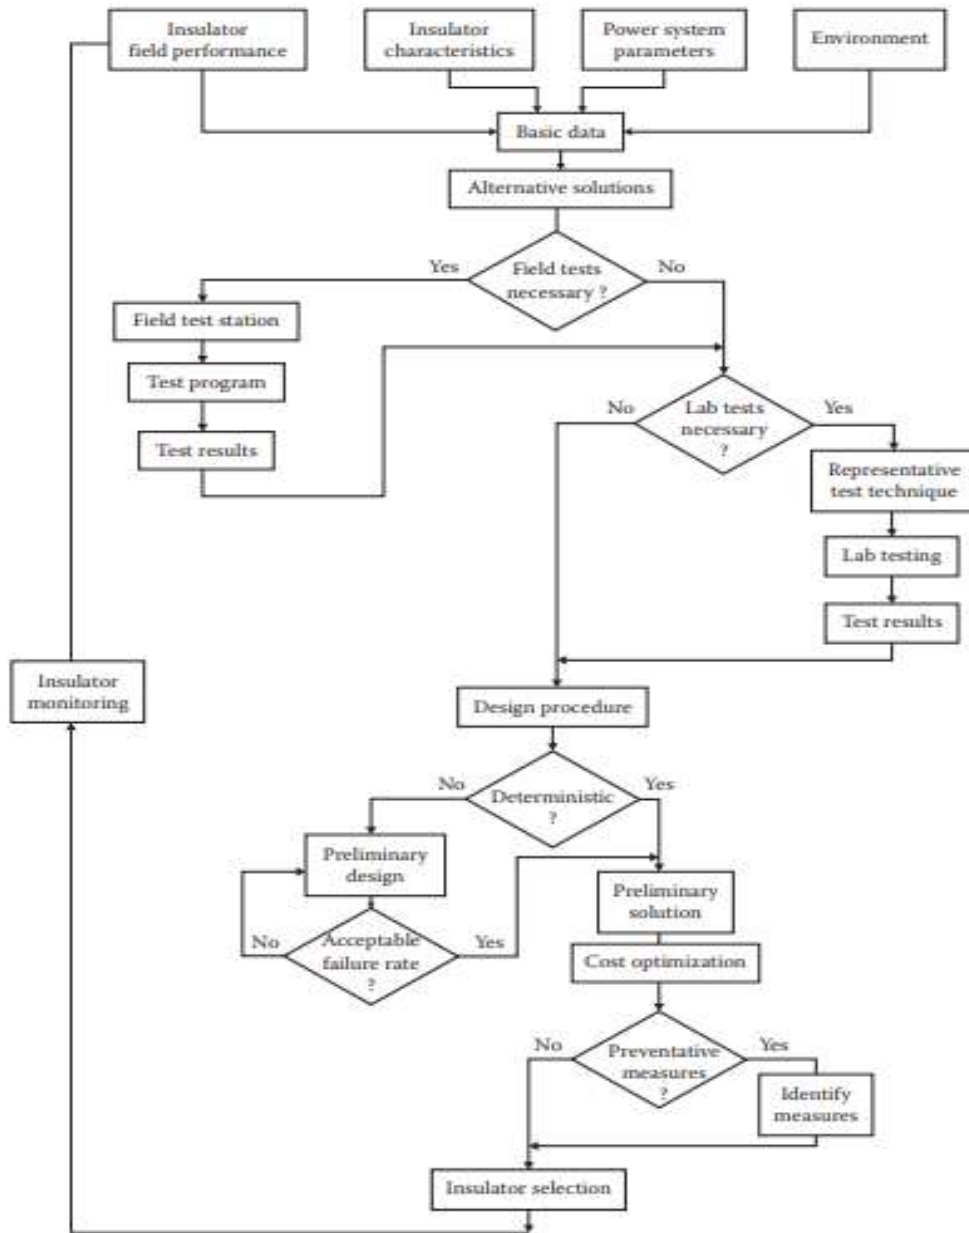 Insulator
field performance
Insulator
characteristics
Power system
parameters
Environment
Basic data
Alternative solutions
Yes
Field tests
necessary ?
No
Field test station
Test program
Test results
No
Lab tests
necessary
?
Yes
Representative
test technique
Lab testing
Test results
Insulator
monitoring
Design procedure
No
Deterministic
?
Yes
Preliminary
design
Preliminary
solution
No
Acceptable
failure rate
?
Yes
Cost optimization
No
Preventative
measures
?
Yes
Identify
measures
Insulator selection